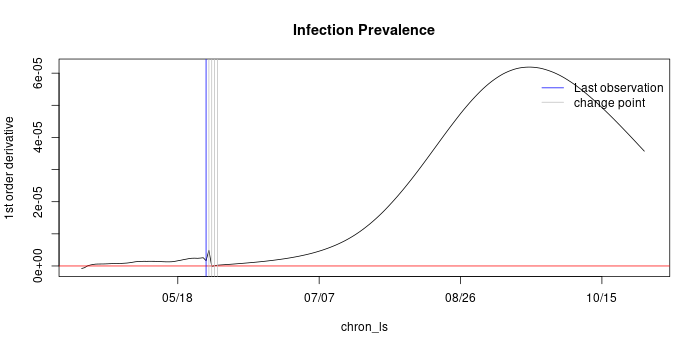 Infection Prevalence
1st order derivative
6e-05
4e-05
2e-05
0e+00
Last observation
change point
05/18
07/07
08/26
10/15
chron_ls